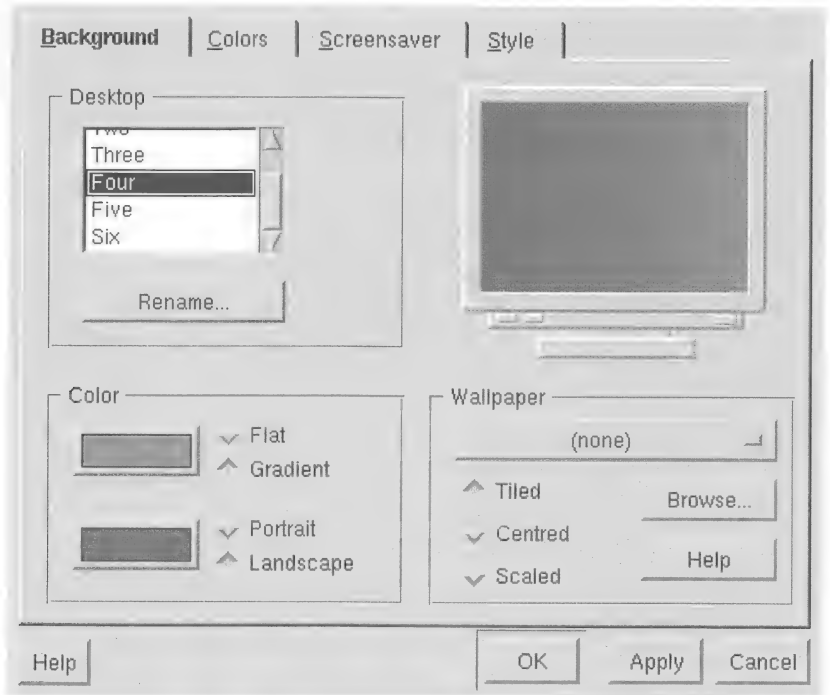 Background Colors Screensaver Style
Desktop
Two
Three
Four
Five
Six
Rename...
Color
Flat
Gradient
Portrait
Landscape
Wallpaper
(none)
Tiled
Centred
Scaled
Browse...
Help
Help OK Apply Cancel